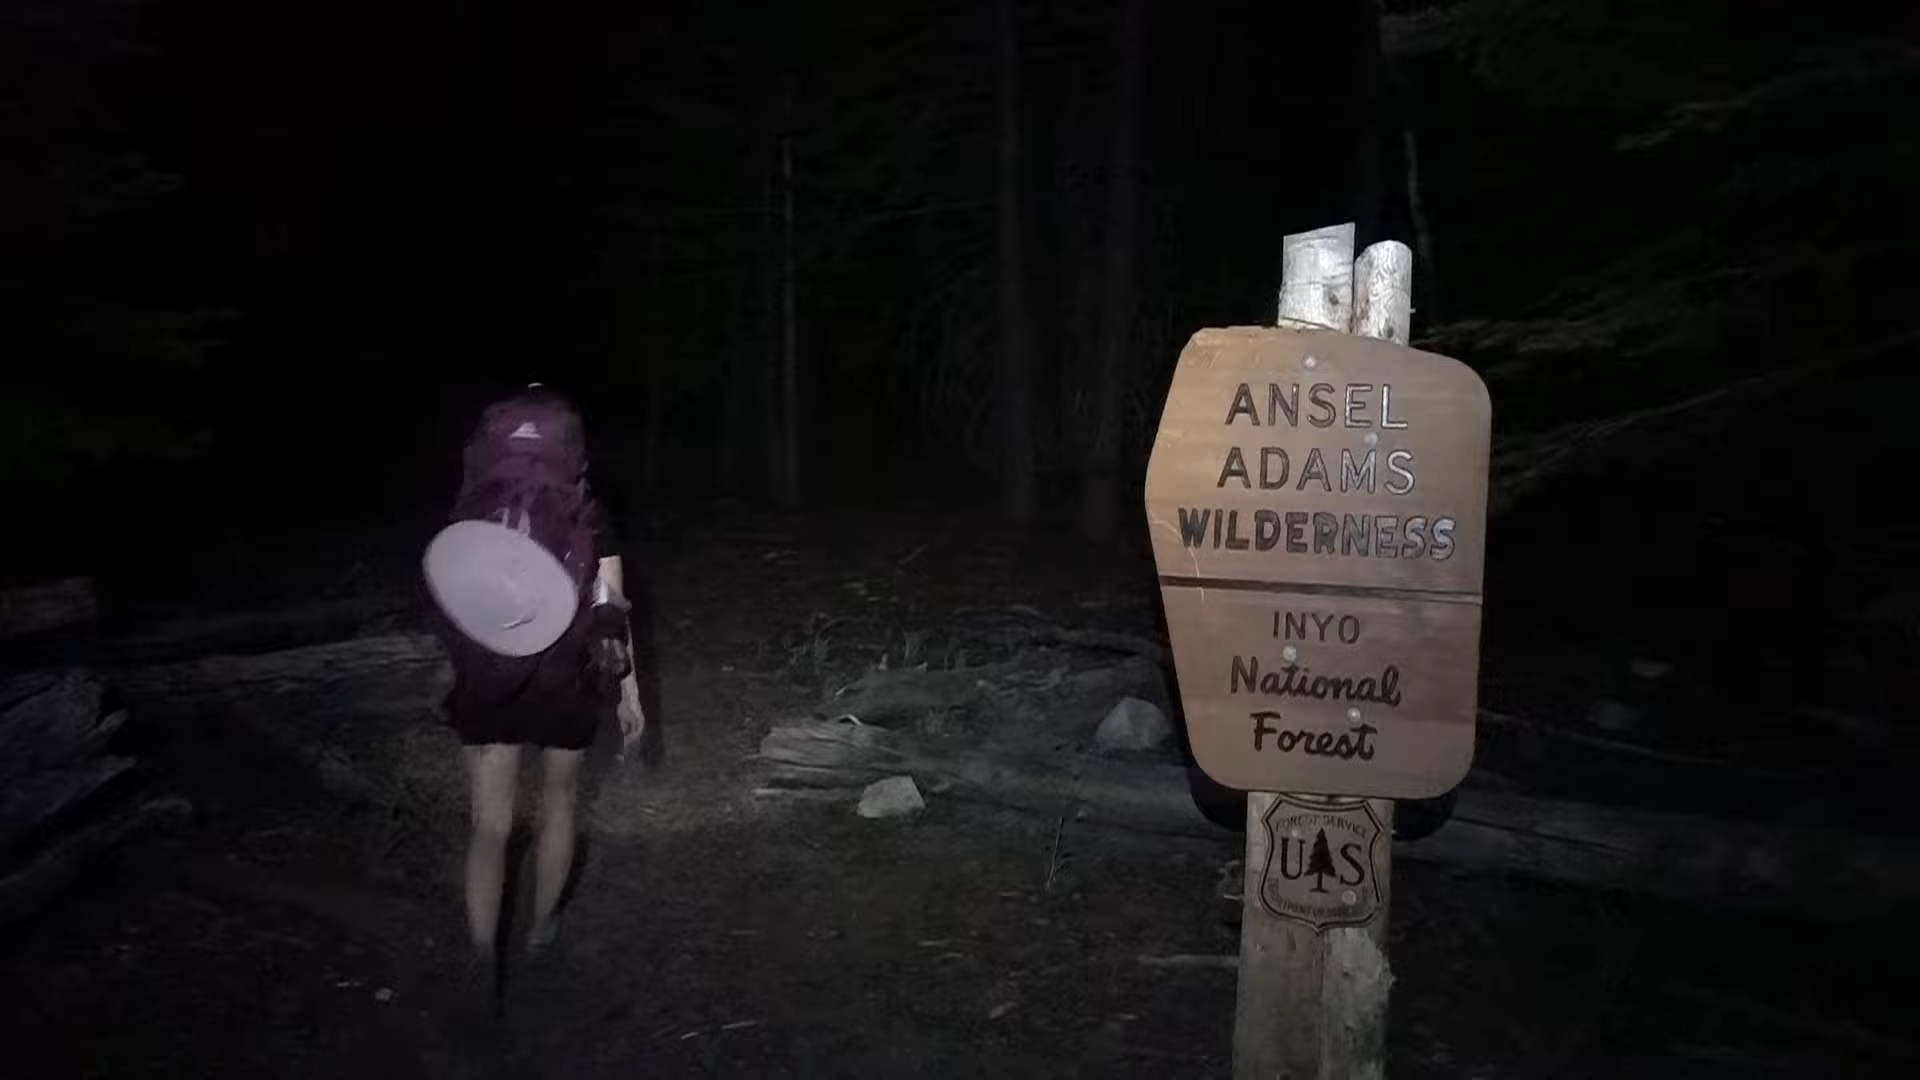 ANSEL
ADAMS
WILDERNESS
INYO
National
Forest
FOREST SERVICE
U S